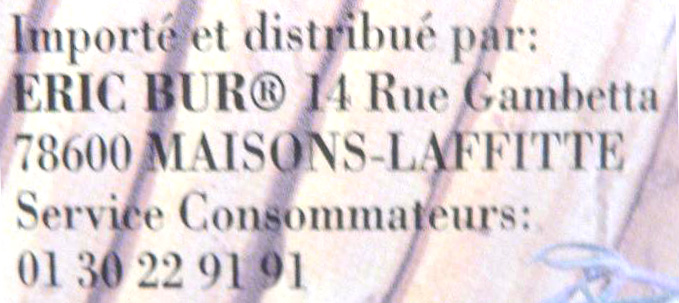 Importé et distribué par:
ERIC BUR® 14 Rue Gambetta
78600 MAISONS-LAFFITTE
Service Consommateurs:
01 30 22 91 91